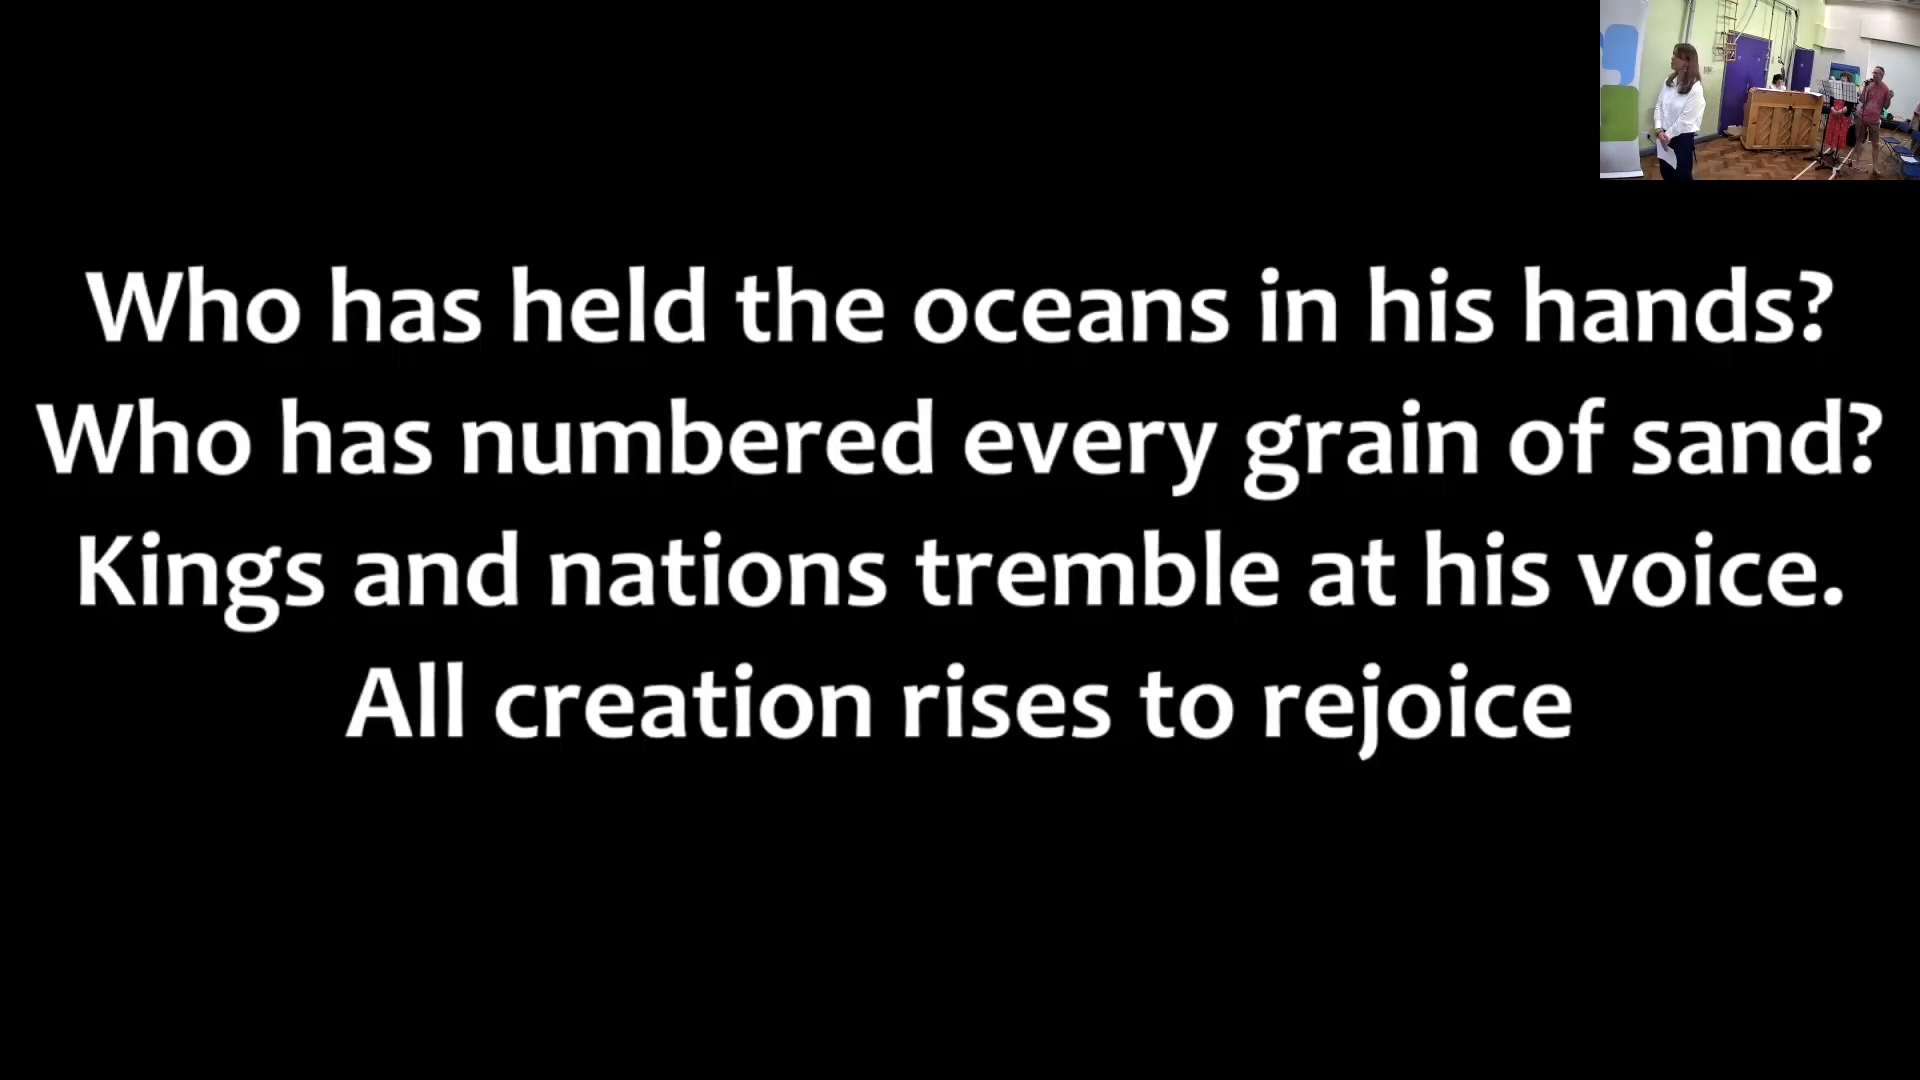 Who has held the oceans in his hands?
Who has numbered every grain of sand?
Kings and nations tremble at his voice.
All creation rises to rejoice